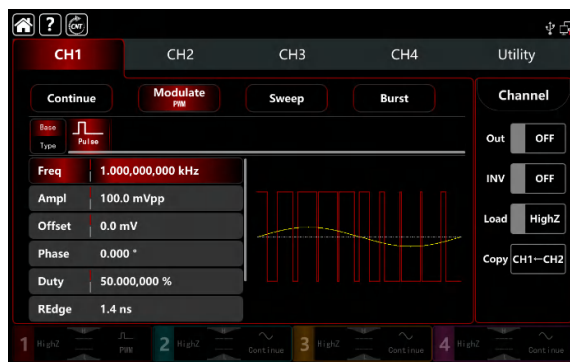 ? CNT
CH1 CH2 CH3 CH4 Utility
Continue Modulate Sweep Burst Channel
PWM
Base
Type Pulse
Out OFF
Freq 1.000,000,000 kHz
INV OFF
Ampl 100.0 mVpp
Offset 0.0 mV
Load HighZ
Phase 0.000 °
Copy CH1←CH2
Duty 50.000,000 %
REdge 1.4 ns
1 HighZ PWM 2 HighZ Continue 3 HighZ Continue 4 HighZ Continue